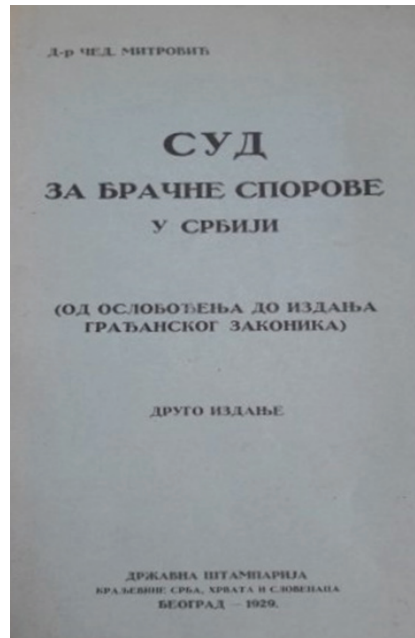 Д-р ЧЕД. МИТРОВИЋ
СУД
ЗА БРАЧНЕ СПОРОВЕ
У СРБИЈИ
(ОД ОСЛОБОЂЕЊА ДО ИЗДАЊА
ГРАЂАНСКОГ ЗАКОНИКА)
ДРУГО ИЗДАЊЕ
ДРЖАВНА ШТАМПАРИЈА
КРАЉЕВИНЕ СРБА, ХРВАТА И СЛОВЕНАЦА
БЕОГРАД — 1929.